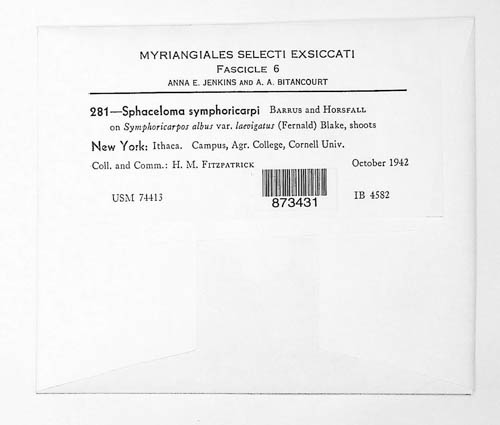 MYRIANGIALES SELECTI EXSICCATI
FASCICLE 6
ANNA E. JENKINS AND A. A. BITANCOURT
281—Sphaceloma symphoricarpi BARRUS and HORSFALL
on Symphoricarpos albus var. laevigatus (Fernald) Blake, shoots
New York: Ithaca. Campus, Agr. College, Cornell Univ.
Coll. and Comm.: H. M. FITZPATRICK October 1942
873431
USM 74413 IB 4582